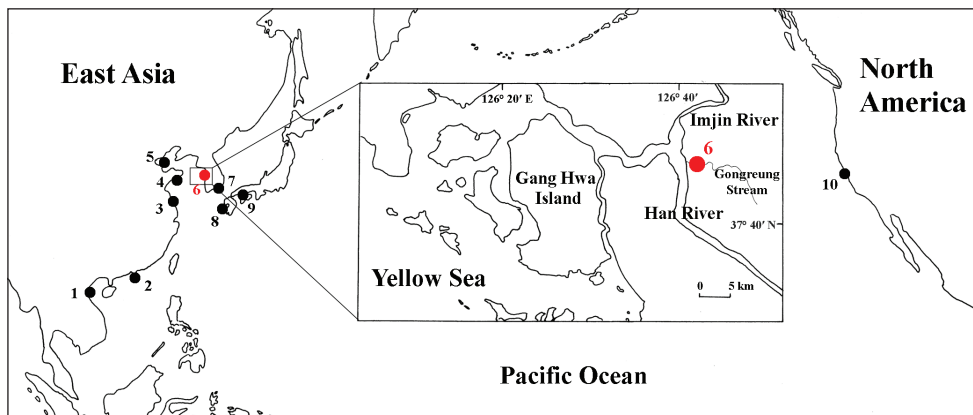 East Asia
North
America
5
4
3
6
7
8
9
1
2
10
126° 20′ E
126° 40′
Imjin River
6
Gongreung
Stream
Gang Hwa
Island
Han River
37° 40′ N
Yellow Sea
0 5 km
Pacific Ocean